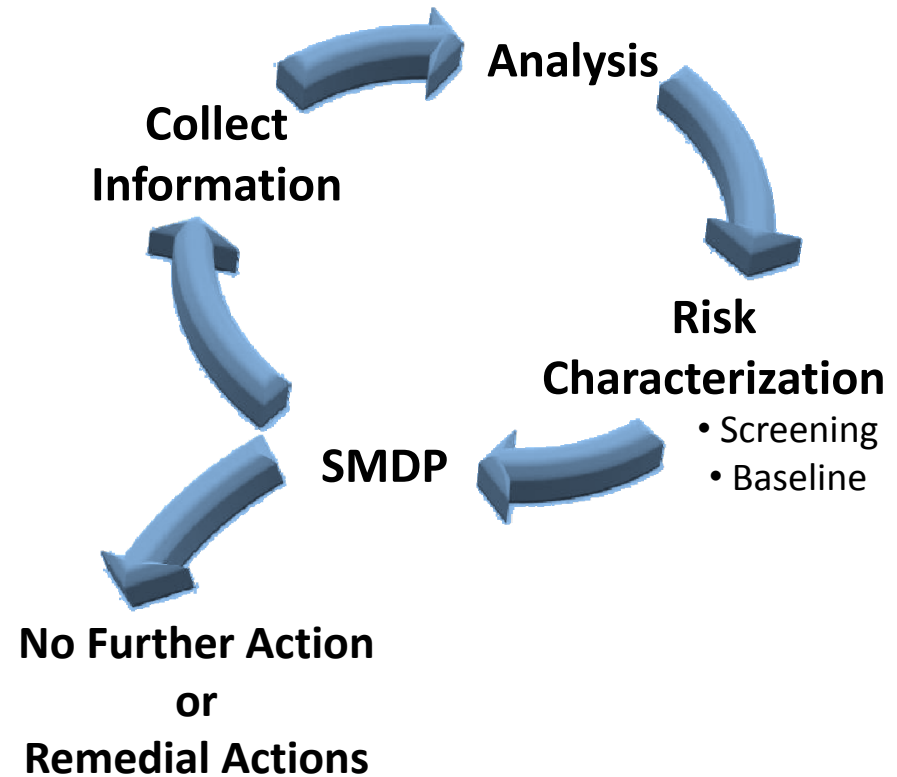 Analysis
Collect
Information
Risk
Characterization
• Screening
• Baseline
SMDP
No Further Action
or
Remedial Actions